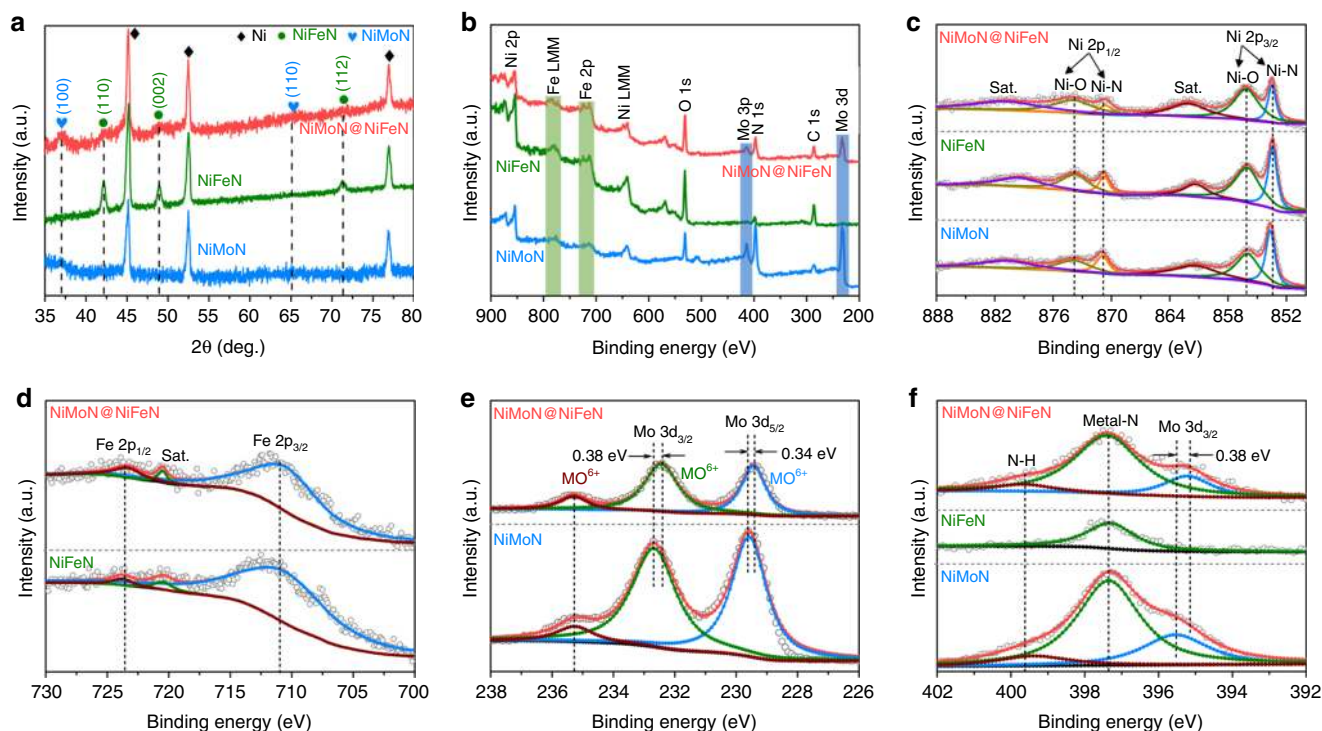 a
◆ Ni ● NiFeN ♥ NiMoN
(100)
(110)
(002)
(110)
(112)
NiMoN@NiFeN
NiFeN
NiMoN
Intensity (a.u.)
35 45 55 65 75 80
2θ (deg.)
b
Ni 2p
Fe LMM
Fe 2p
Ni LMM
O 1s
Mo 3p
N 1s
C 1s
Mo 3d
NiMoN@NiFeN
NiFeN
NiMoN
Intensity (a.u.)
900 800 700 600 500 400 300 200
Binding energy (eV)
c
NiMoN@NiFeN
Ni 2p1/2
Ni 2p3/2
Sat.
Ni-O
Ni-N
Sat.
Ni-O
Ni-N
NiFeN
NiMoN
Intensity (a.u.)
888 882 876 870 864 858 852
Binding energy (eV)
d
NiMoN@NiFeN
Fe 2p1/2
Sat.
Fe 2p3/2
NiFeN
Intensity (a.u.)
730 725 720 715 710 705 700
Binding energy (eV)
e
NiMoN@NiFeN
Mo 3d3/2
Mo 3d5/2
0.38 eV
0.34 eV
MO6+
MO6+
MO6+
NiMoN
Intensity (a.u.)
238 236 234 232 230 228 226
Binding energy (eV)
f
NiMoN@NiFeN
Metal-N
Mo 3d3/2
N-H
0.38 eV
NiFeN
NiMoN
Intensity (a.u.)
402 400 398 396 394 392
Binding energy (eV)